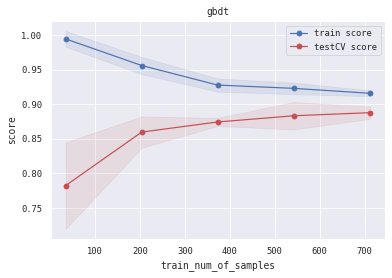 gbdt
train score
testCV score
score
1.00
0.95
0.90
0.85
0.80
0.75
100 200 300 400 500 600 700
train_num_of_samples